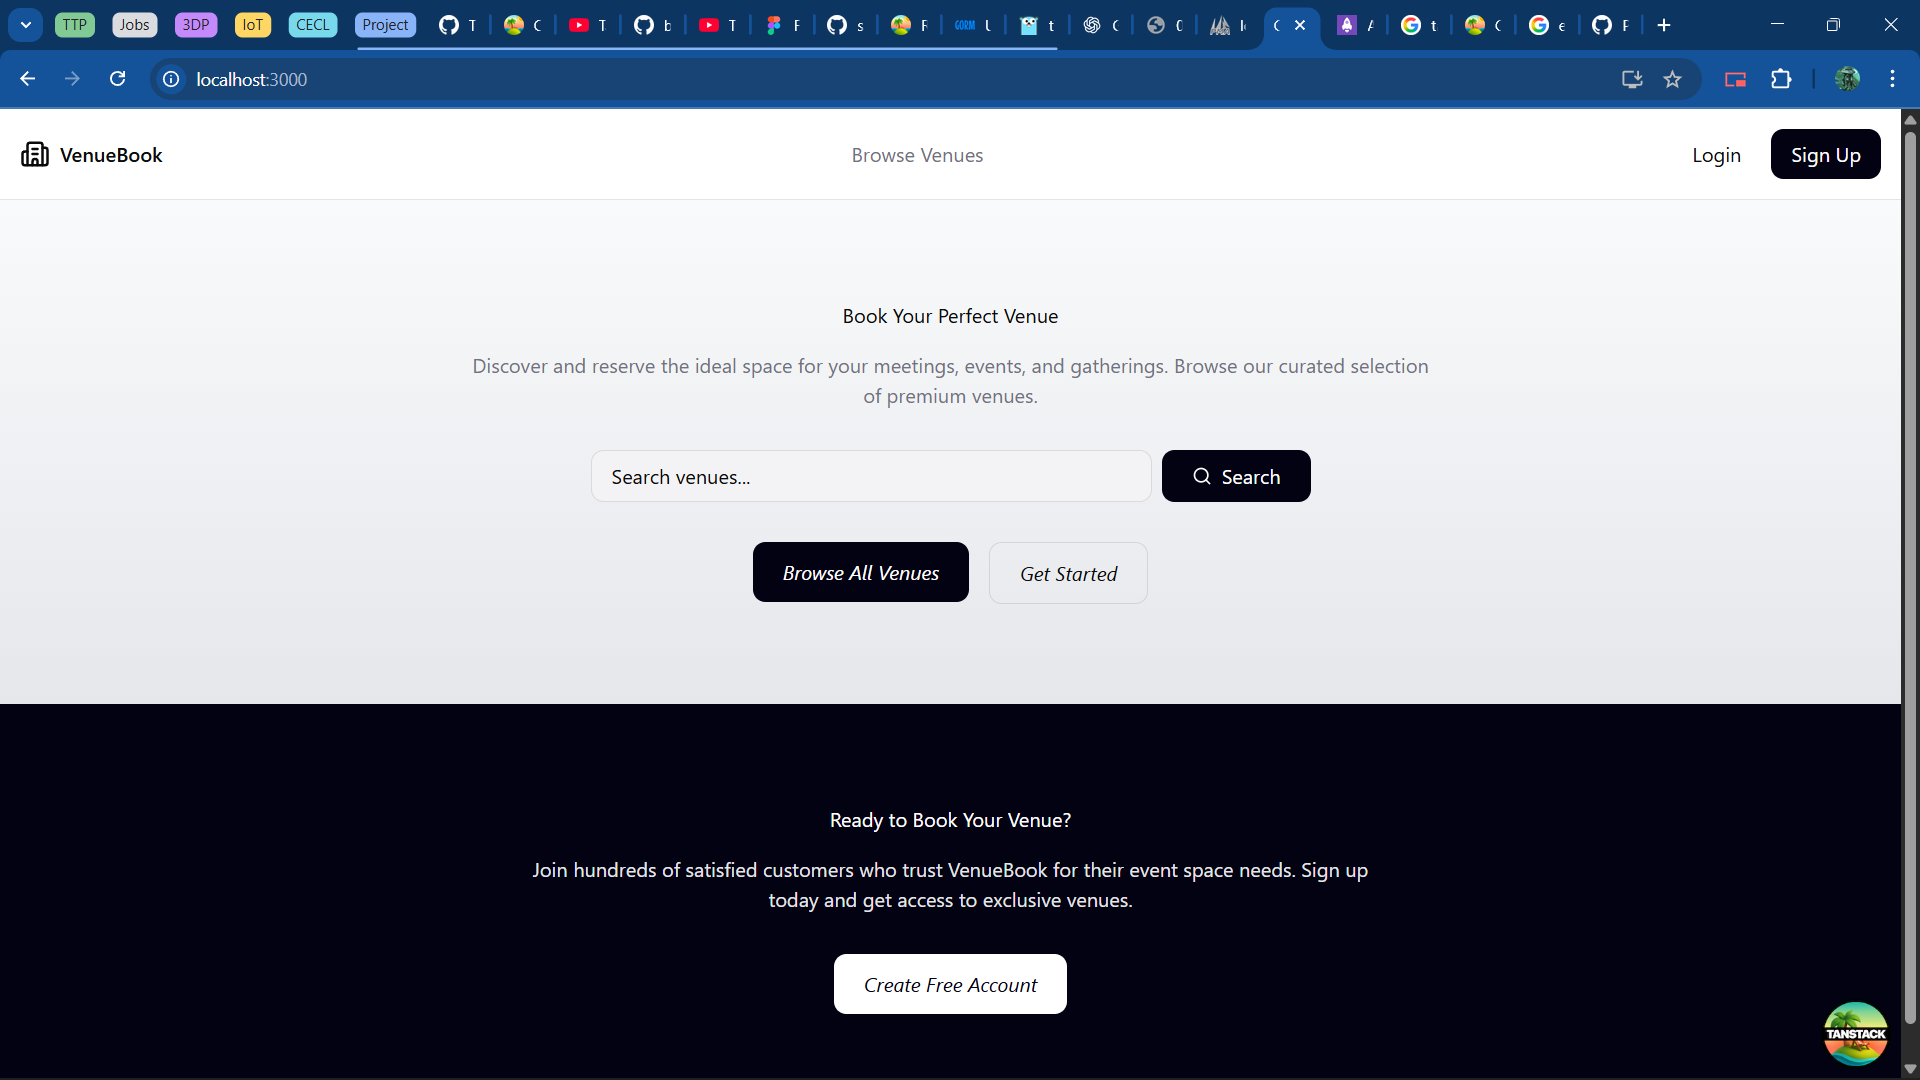 TTP Jobs 3DP IoT CECL Project
localhost:3000
VenueBook
Browse Venues
Login
Sign Up
Book Your Perfect Venue
Discover and reserve the ideal space for your meetings, events, and gatherings. Browse our curated selection
of premium venues.
Search venues...
Search
Browse All Venues
Get Started
Ready to Book Your Venue?
Join hundreds of satisfied customers who trust VenueBook for their event space needs. Sign up
today and get access to exclusive venues.
Create Free Account
TANSTACK